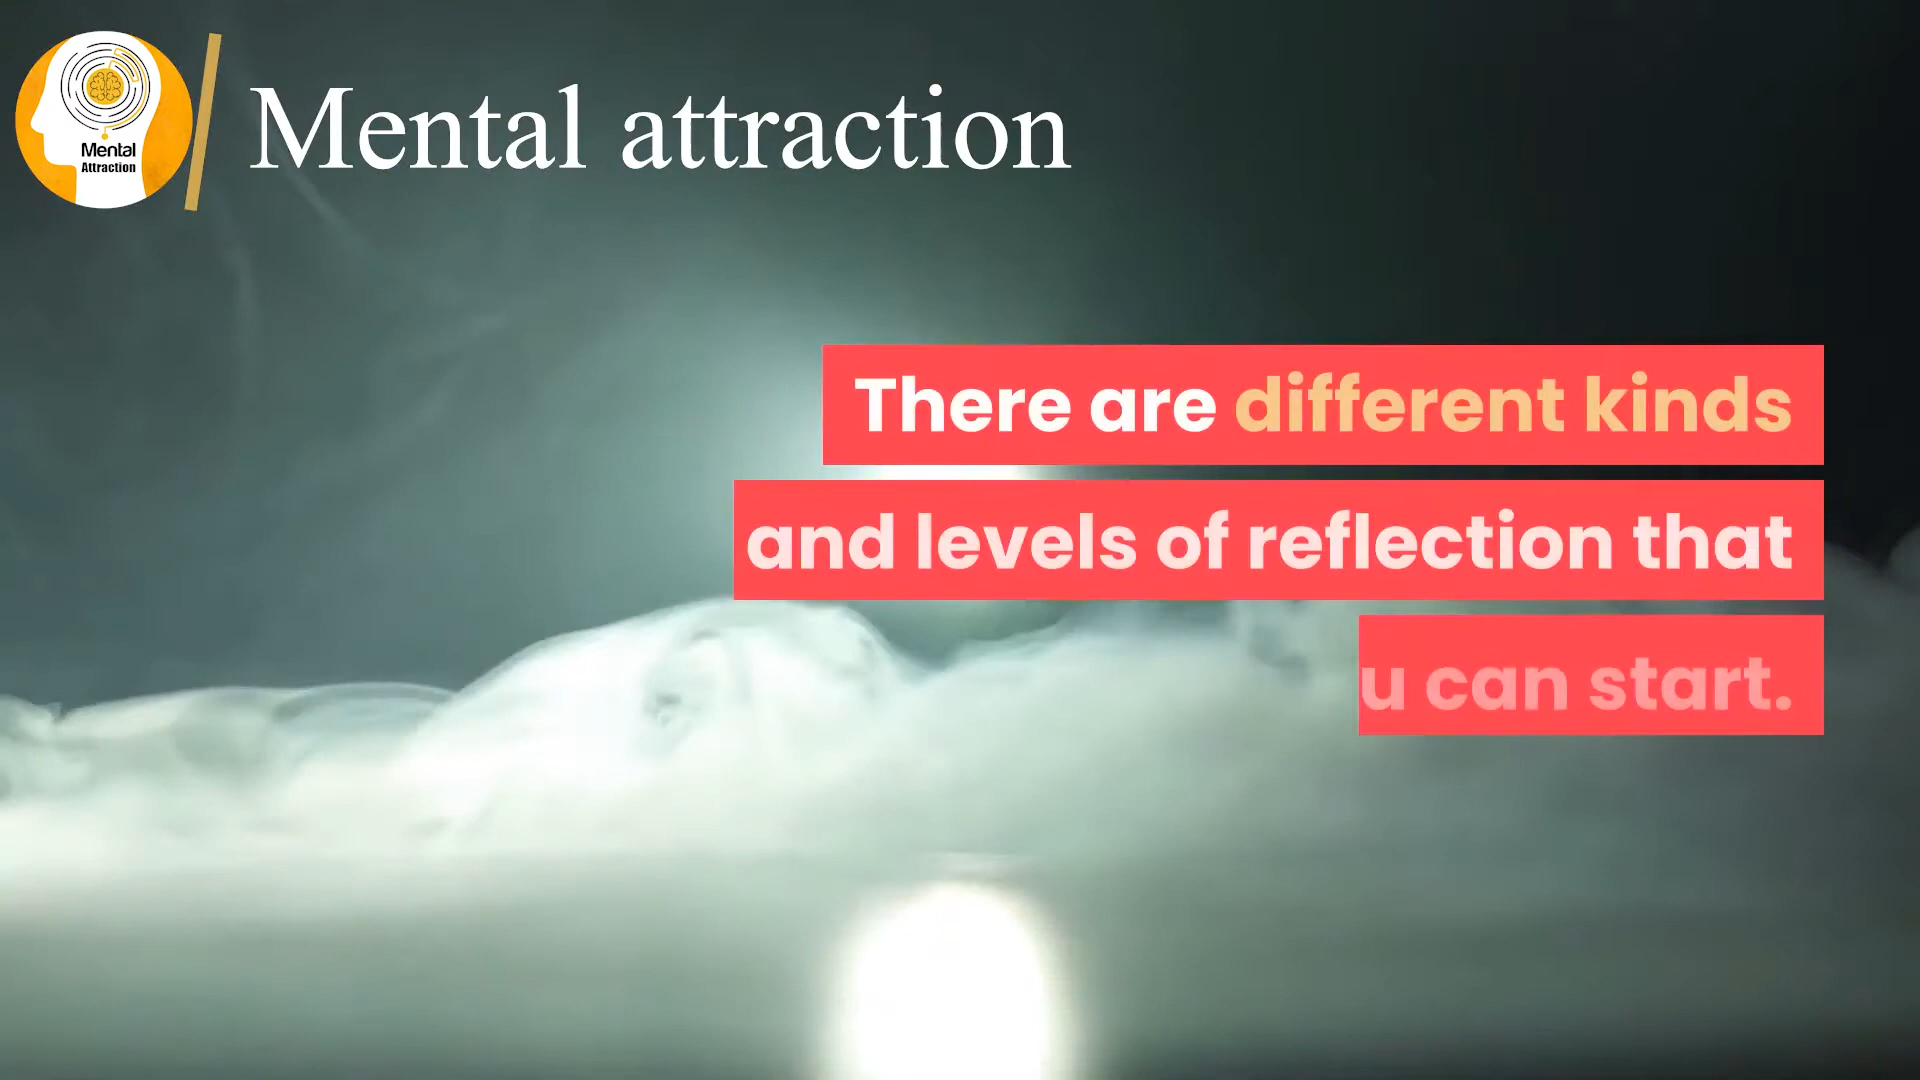 Mental
Attraction
Mental attraction
There are different kinds
and levels of reflection that
u can start.